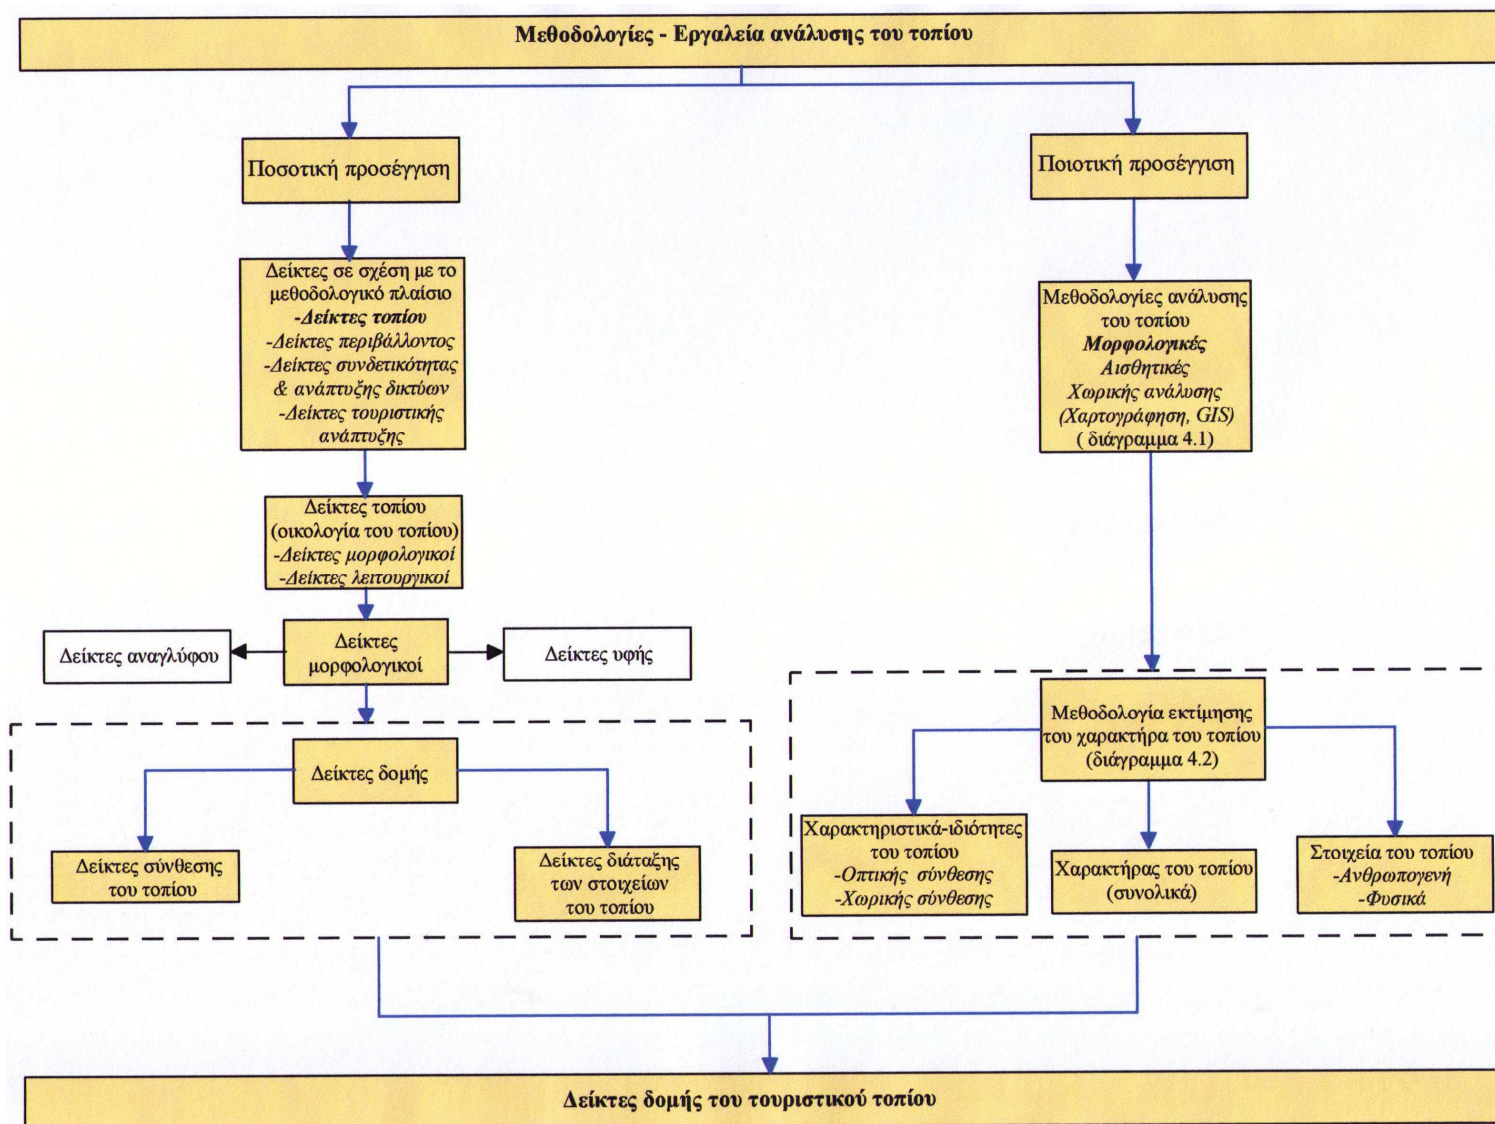 Μεθοδολογίες - Εργαλεία ανάλυσης του τοπίου
Ποσοτική προσέγγιση
Ποιοτική προσέγγιση
Δείκτες σε σχέση με το
μεθοδολογικό πλαίσιο
-Δείκτες τοπίου
-Δείκτες περιβάλλοντος
-Δείκτες συνδετικότητας
& ανάπτυξης δικτύων
-Δείκτες τουριστικής
ανάπτυξης
Μεθοδολογίες ανάλυσης
του τοπίου
Μορφολογικές
Αισθητικές
Χωρικής ανάλυσης
(Χαρτογράφηση, GIS)
( διάγραμμα 4.1)
Δείκτες τοπίου
(οικολογία του τοπίου)
-Δείκτες μορφολογικοί
-Δείκτες λειτουργικοί
Δείκτες αναγλύφου
Δείκτες
μορφολογικοί
Δείκτες υφής
Δείκτες δομής
Δείκτες σύνθεσης
του τοπίου
Δείκτες διάταξης
των στοιχείων
του τοπίου
Μεθοδολογία εκτίμησης
του χαρακτήρα του τοπίου
(διάγραμμα 4.2)
Χαρακτηριστικά-ιδιότητες
του τοπίου
-Οπτικής σύνθεσης
-Χωρικής σύνθεσης
Χαρακτήρας του τοπίου
(συνολικά)
Στοιχεία του τοπίου
-Ανθρωπογενή
-Φυσικά
Δείκτες δομής του τουριστικού τοπίου